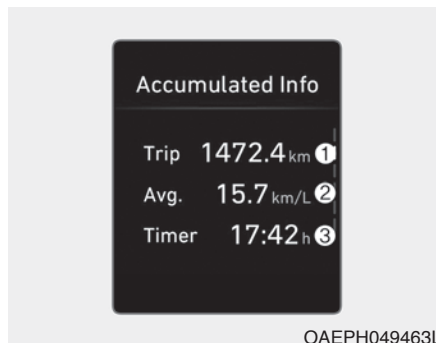 Accumulated Info
Trip 1472.4 km ①
Avg. 15.7 km/L ②
Timer 17:42 h ③
OAEPH049463L